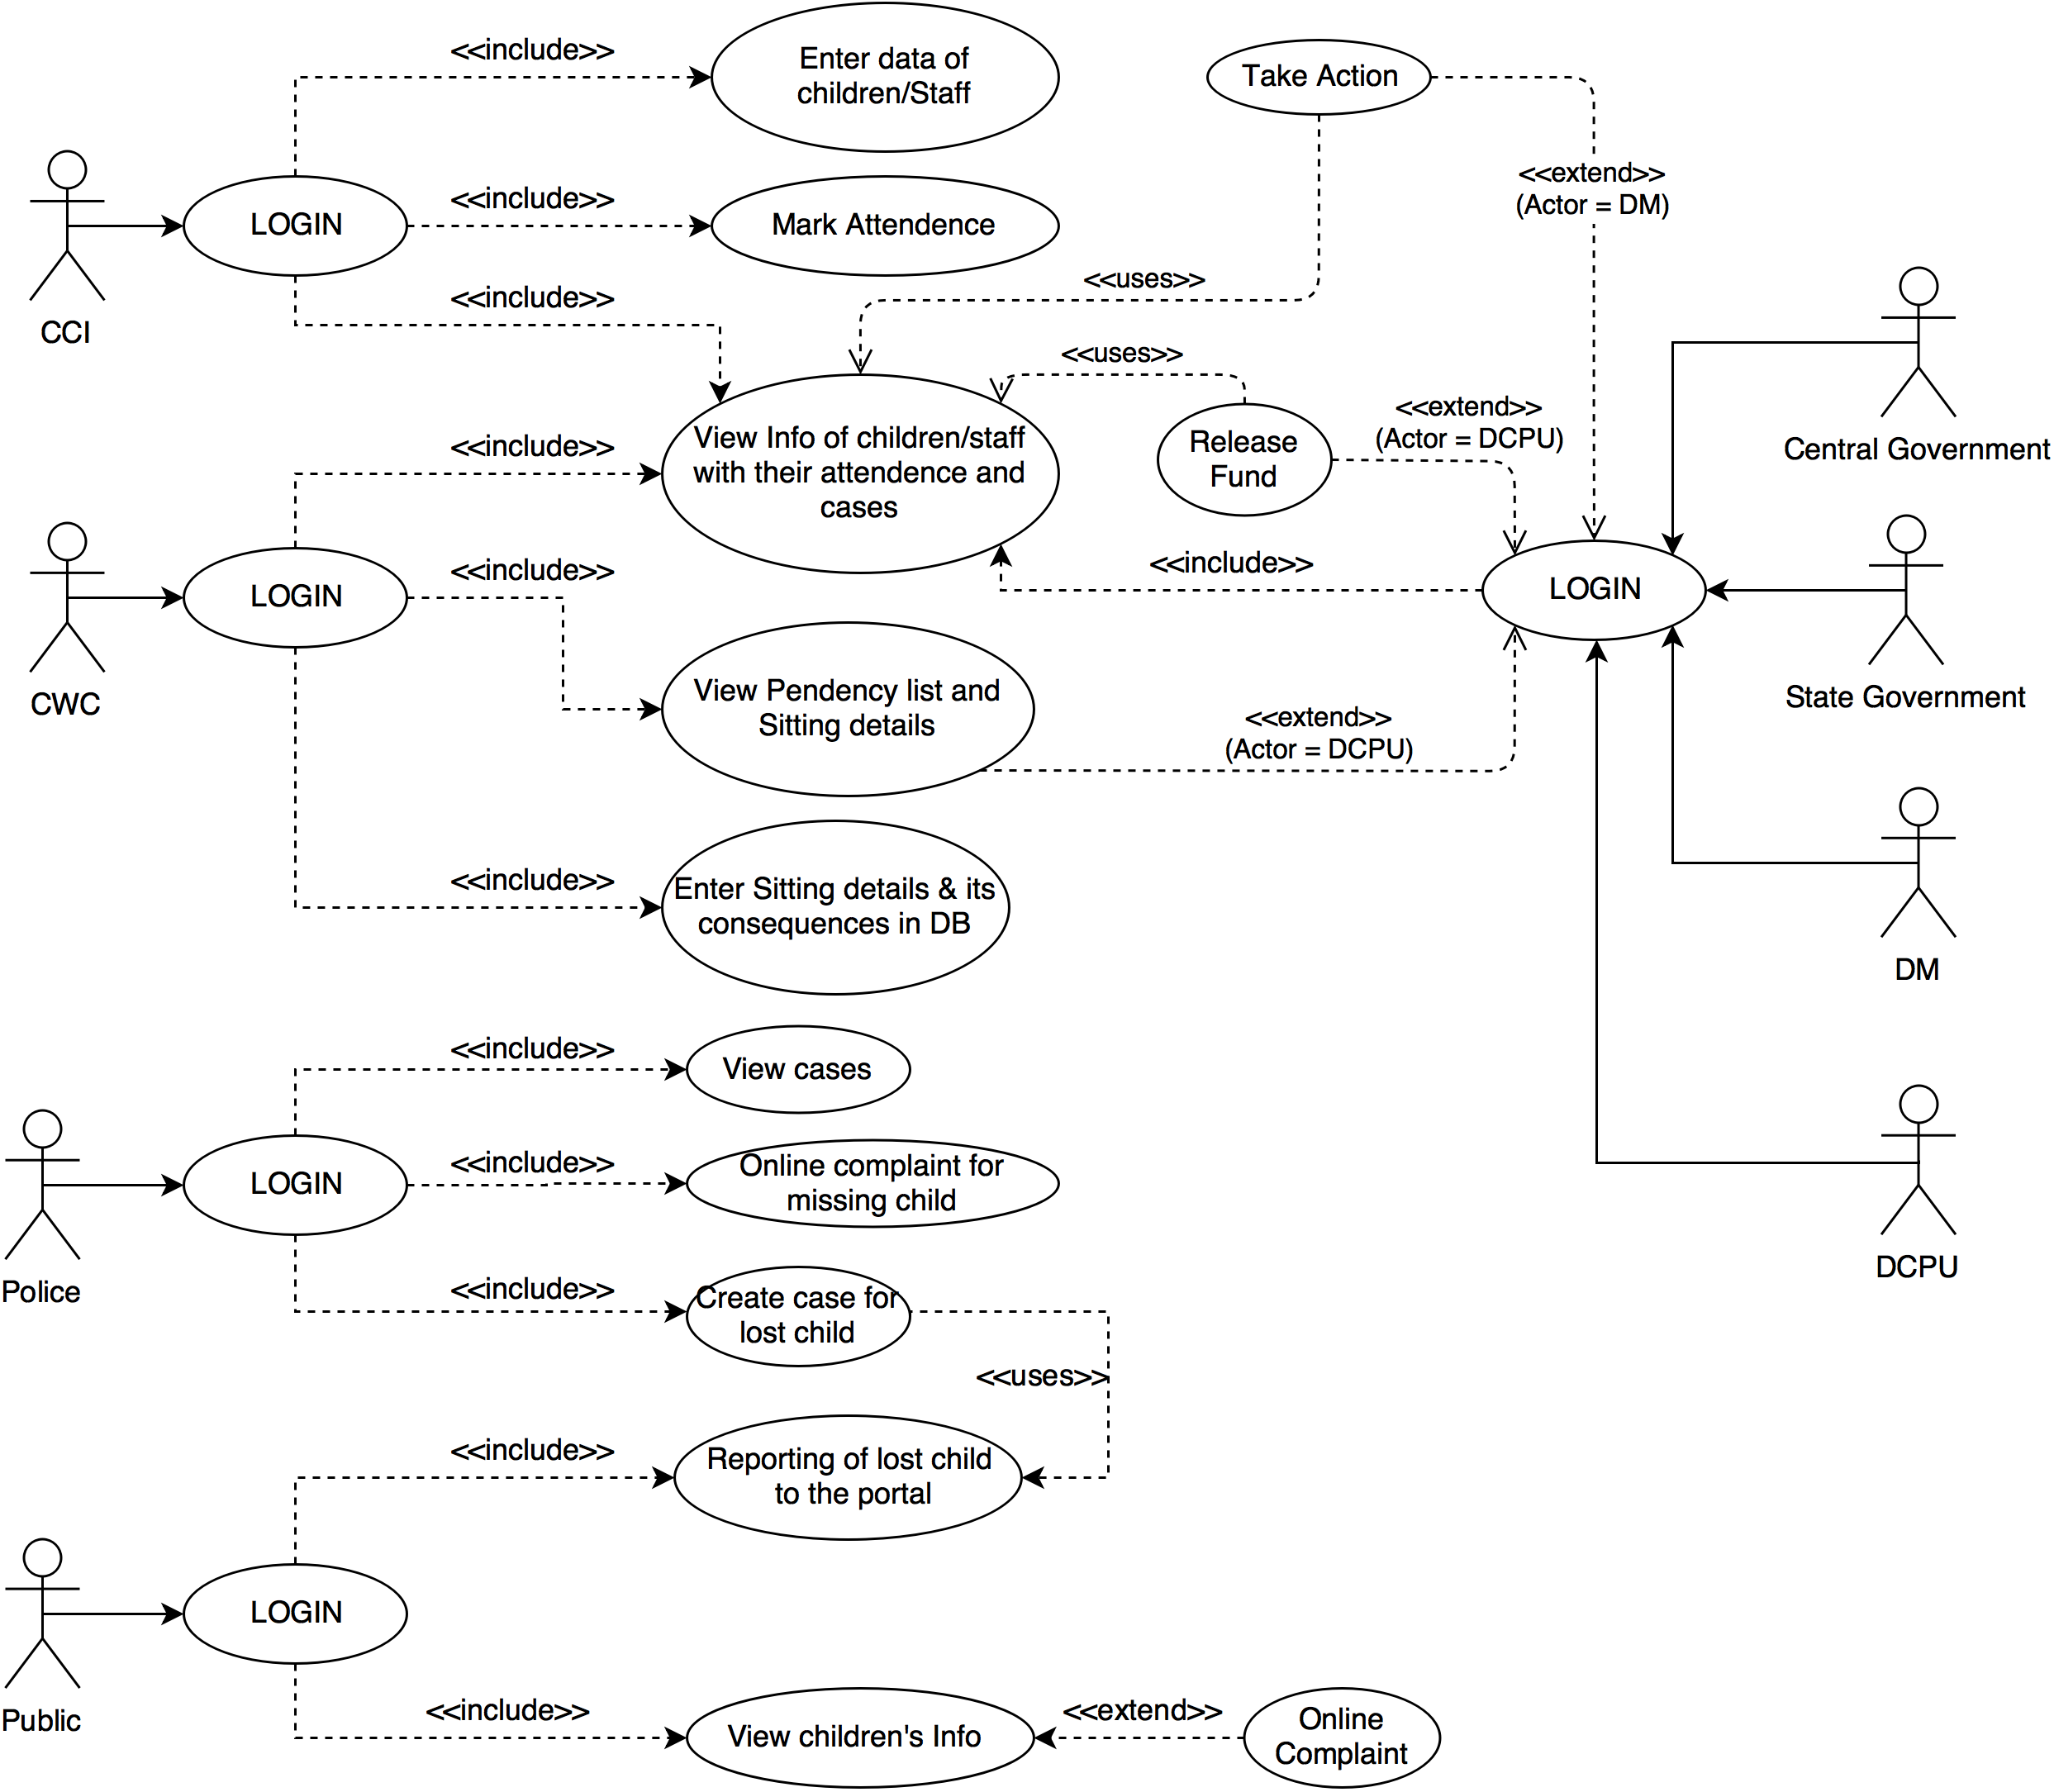 <<include>>
Enter data of
children/Staff
Take Action
<<extend>>
(Actor = DM)
<<include>>
LOGIN
Mark Attendence
CCI
<<include>>
<<uses>>
<<uses>>
Central Government
<<include>>
View Info of children/staff
with their attendence and
cases
Release
Fund
<<extend>>
(Actor = DCPU)
<<include>>
LOGIN
State Government
CWC
LOGIN
<<include>>
View Pendency list and
Sitting details
<<extend>>
(Actor = DCPU)
<<include>>
Enter Sitting details & its
consequences in DB
DM
<<include>>
View cases
Police
LOGIN
<<include>>
Online complaint for
missing child
DCPU
<<include>>
Create case for
lost child
<<uses>>
<<include>>
Reporting of lost child
to the portal
Public
LOGIN
<<include>>
View children's Info
<<extend>>
Online
Complaint